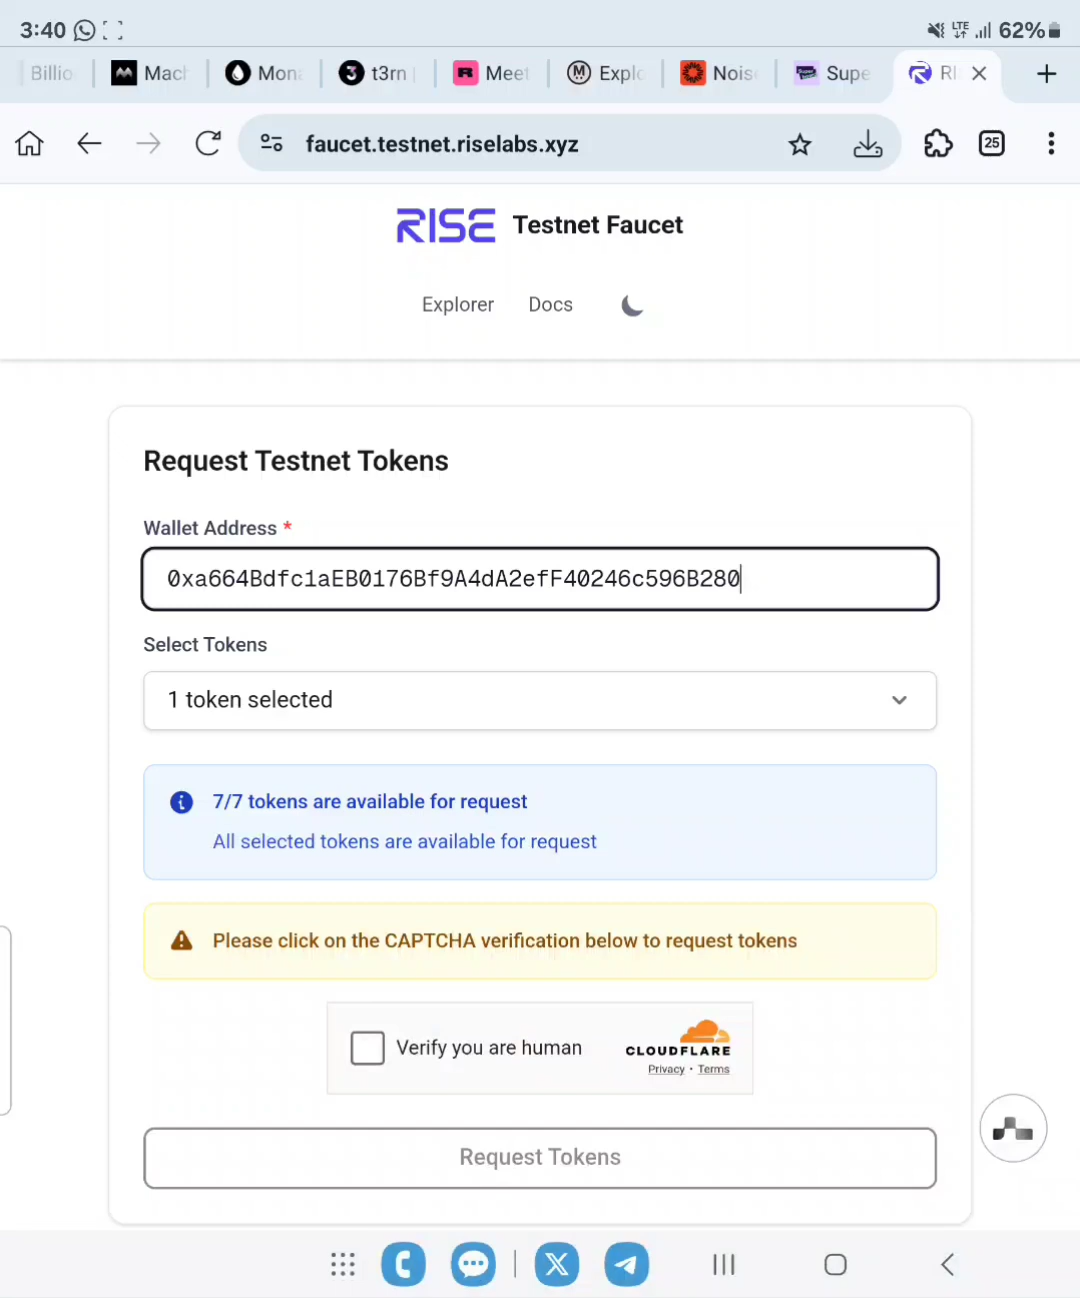 3:40 LTE 62%
Billio Mach Mona t3rn Meet Explo Noise Supe RI
faucet.testnet.riselabs.xyz 25
RISE Testnet Faucet
Explorer Docs
Request Testnet Tokens
Wallet Address *
0xa664Bdfc1aEB0176Bf9A4dA2efF40246c596B280
Select Tokens
1 token selected
7/7 tokens are available for request
All selected tokens are available for request
Please click on the CAPTCHA verification below to request tokens
Verify you are human
CLOUDFLARE
Privacy • Terms
Request Tokens